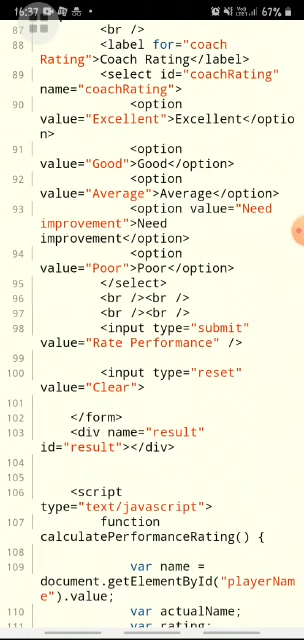 16:37
67%
87 <br />
88 <label for="coach
Rating">Coach Rating</label>
89 <select id="coachRating"
name="coachRating">
90 <option
value="Excellent">Excellent</optio
n>
91 <option
value="Good">Good</option>
92 <option
value="Average">Average</option>
93 <option value="Need
improvement">Need
improvement</option>
94 <option
value="Poor">Poor</option>
95 </select>
96 <br /><br />
97 <br /><br />
98 <input type="submit"
value="Rate Performance" />
99
100 <input type="reset"
value="Clear">
101
102 </form>
103 <div name="result"
id="result"></div>
104
105
106 <script
type="text/javascript">
107 function
calculatePerformanceRating() {
108
109 var name =
document.getElementById("playerNam
e").value;
110 var actualName;
111 var rating;